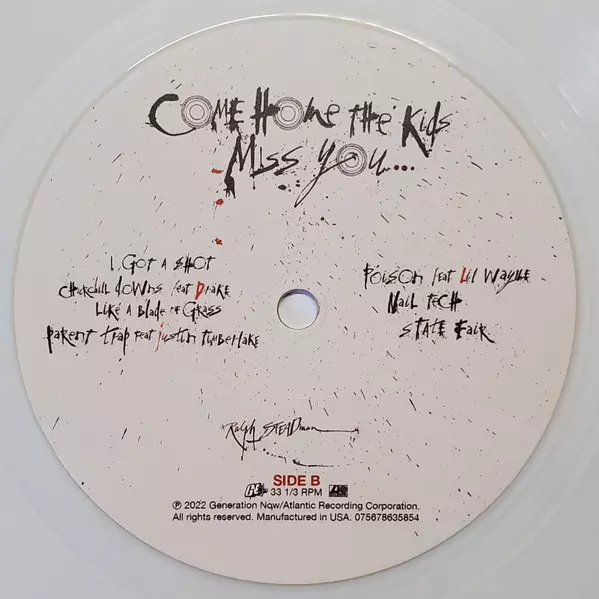 Come Home the Kids
Miss You...
I Got A SHOT
CHURCHILL DOWNS feat DRAKE
LIKE A BLADE OF GRASS
PARENT TRAP FEAT JUSTIN TIMBERLAKE
POISON FEAT Lil WAYNE
NAIL TECH
STATE FAIR
Ralph STEADman
SIDE B
33 1/3 RPM
℗ 2022 Generation Now/Atlantic Recording Corporation.
All rights reserved. Manufactured in USA. 075678635854